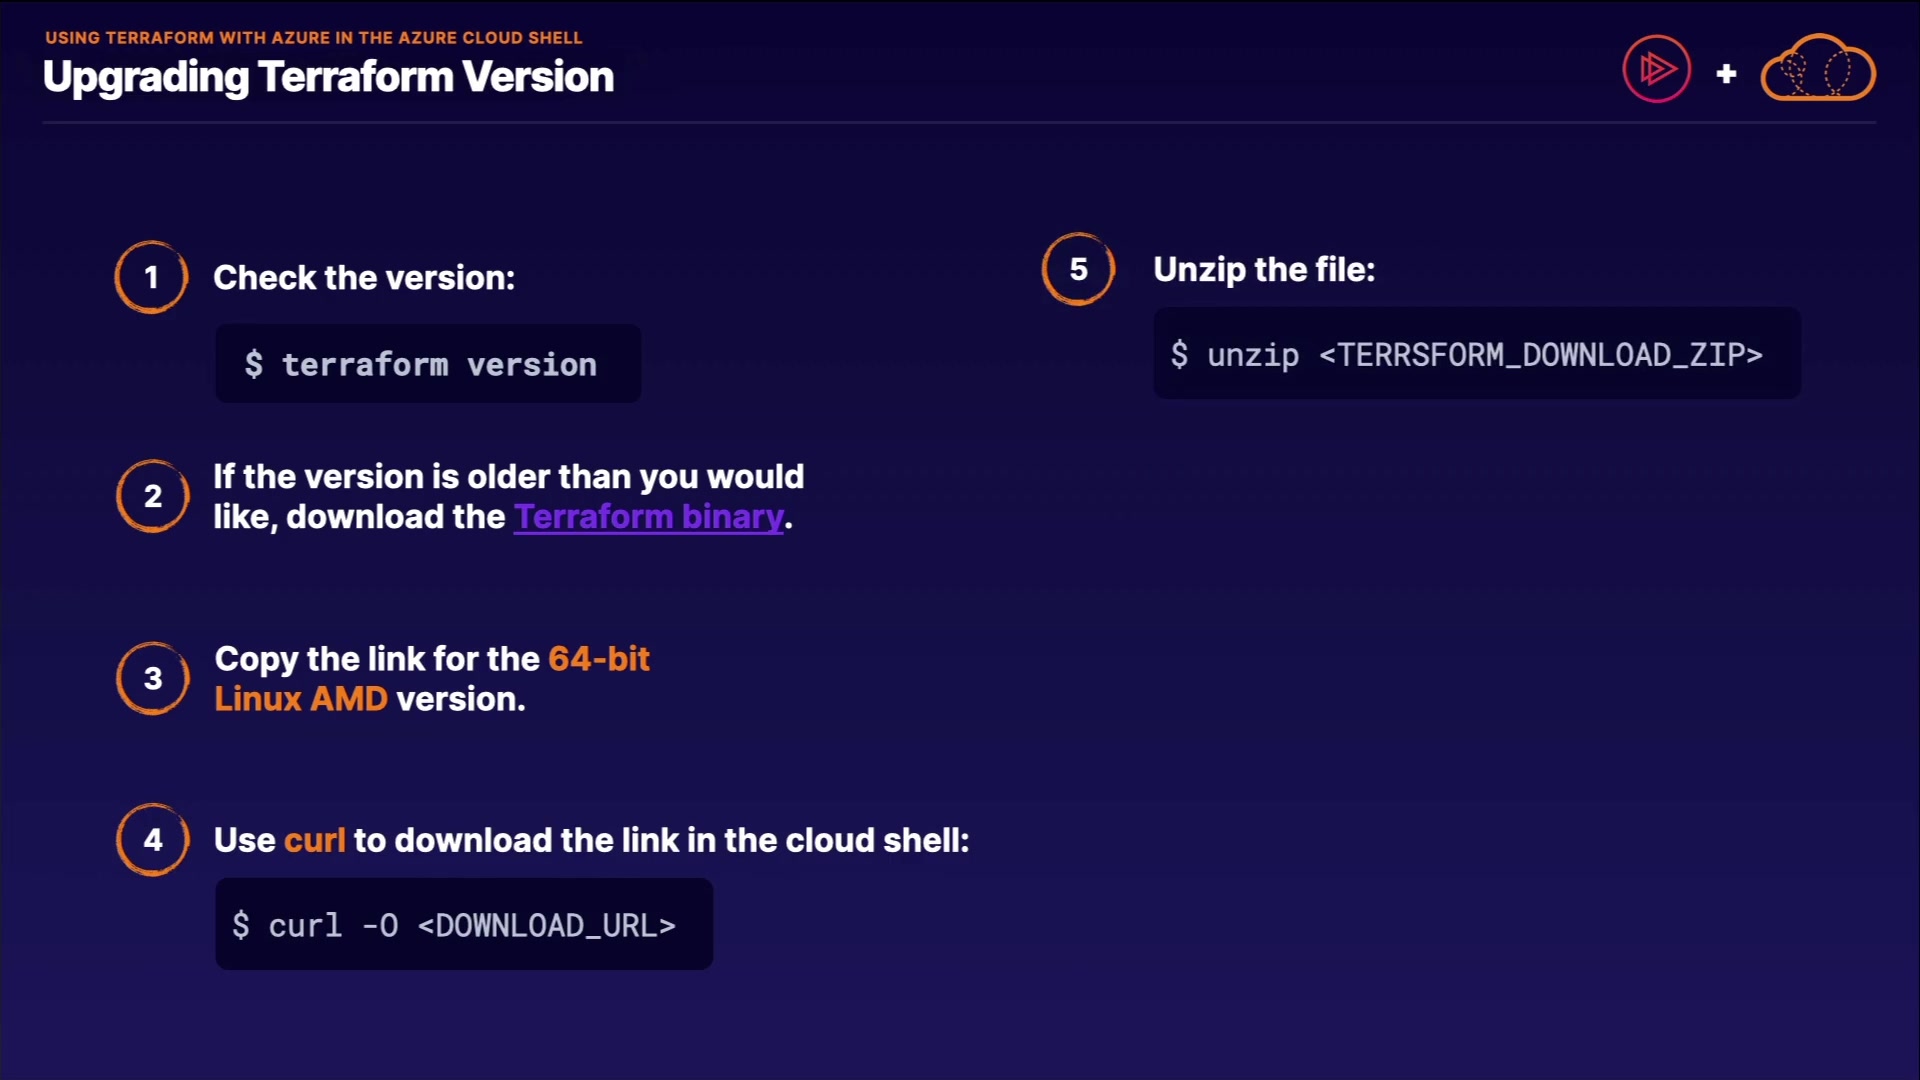 USING TERRAFORM WITH AZURE IN THE AZURE CLOUD SHELL
Upgrading Terraform Version
1
Check the version:
$ terraform version
2
If the version is older than you would
like, download the Terraform binary.
3
Copy the link for the 64-bit
Linux AMD version.
4
Use curl to download the link in the cloud shell:
$ curl -O <DOWNLOAD_URL>
5
Unzip the file:
$ unzip <TERRSFORM_DOWNLOAD_ZIP>